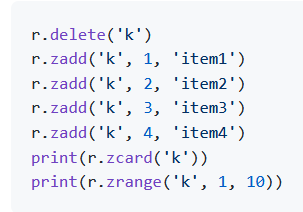 r.delete('k')
r.zadd('k', 1, 'item1')
r.zadd('k', 2, 'item2')
r.zadd('k', 3, 'item3')
r.zadd('k', 4, 'item4')
print(r.zcard('k'))
print(r.zrange('k', 1, 10))